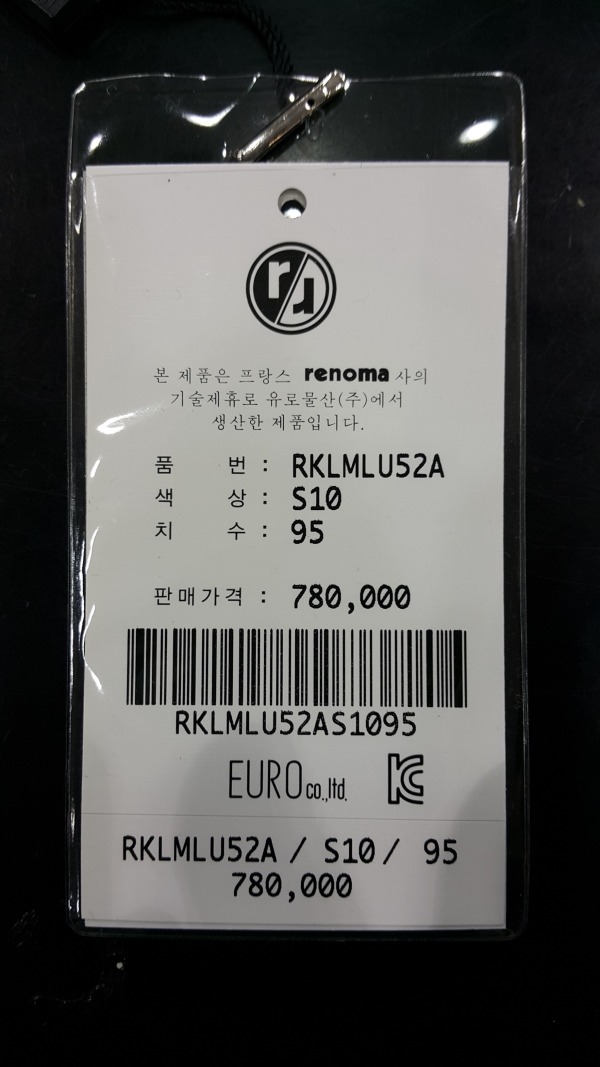 본 제품은 프랑스 renoma 사의
기술제휴로 유로물산(주)에서
생산한 제품입니다.
품 번 : RKLMLU52A
색 상 : S10
치 수 : 95
판매가격 : 780,000
RKLMLU52AS1095
EURO co.,ltd.
RKLMLU52A / S10 / 95
780,000